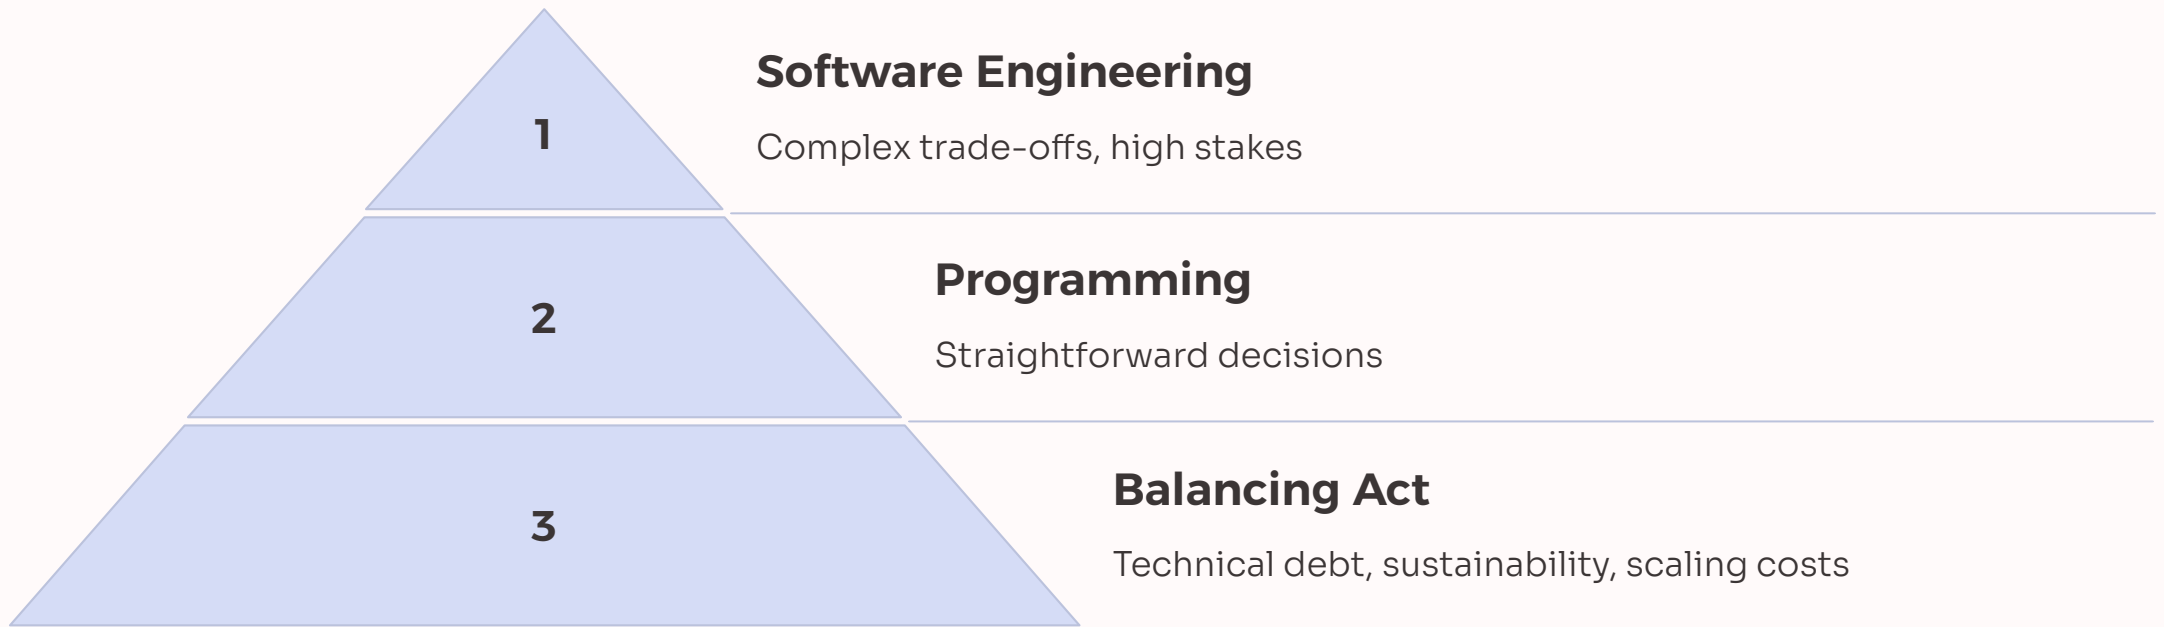 1
Software Engineering
Complex trade-offs, high stakes
2
Programming
Straightforward decisions
3
Balancing Act
Technical debt, sustainability, scaling costs